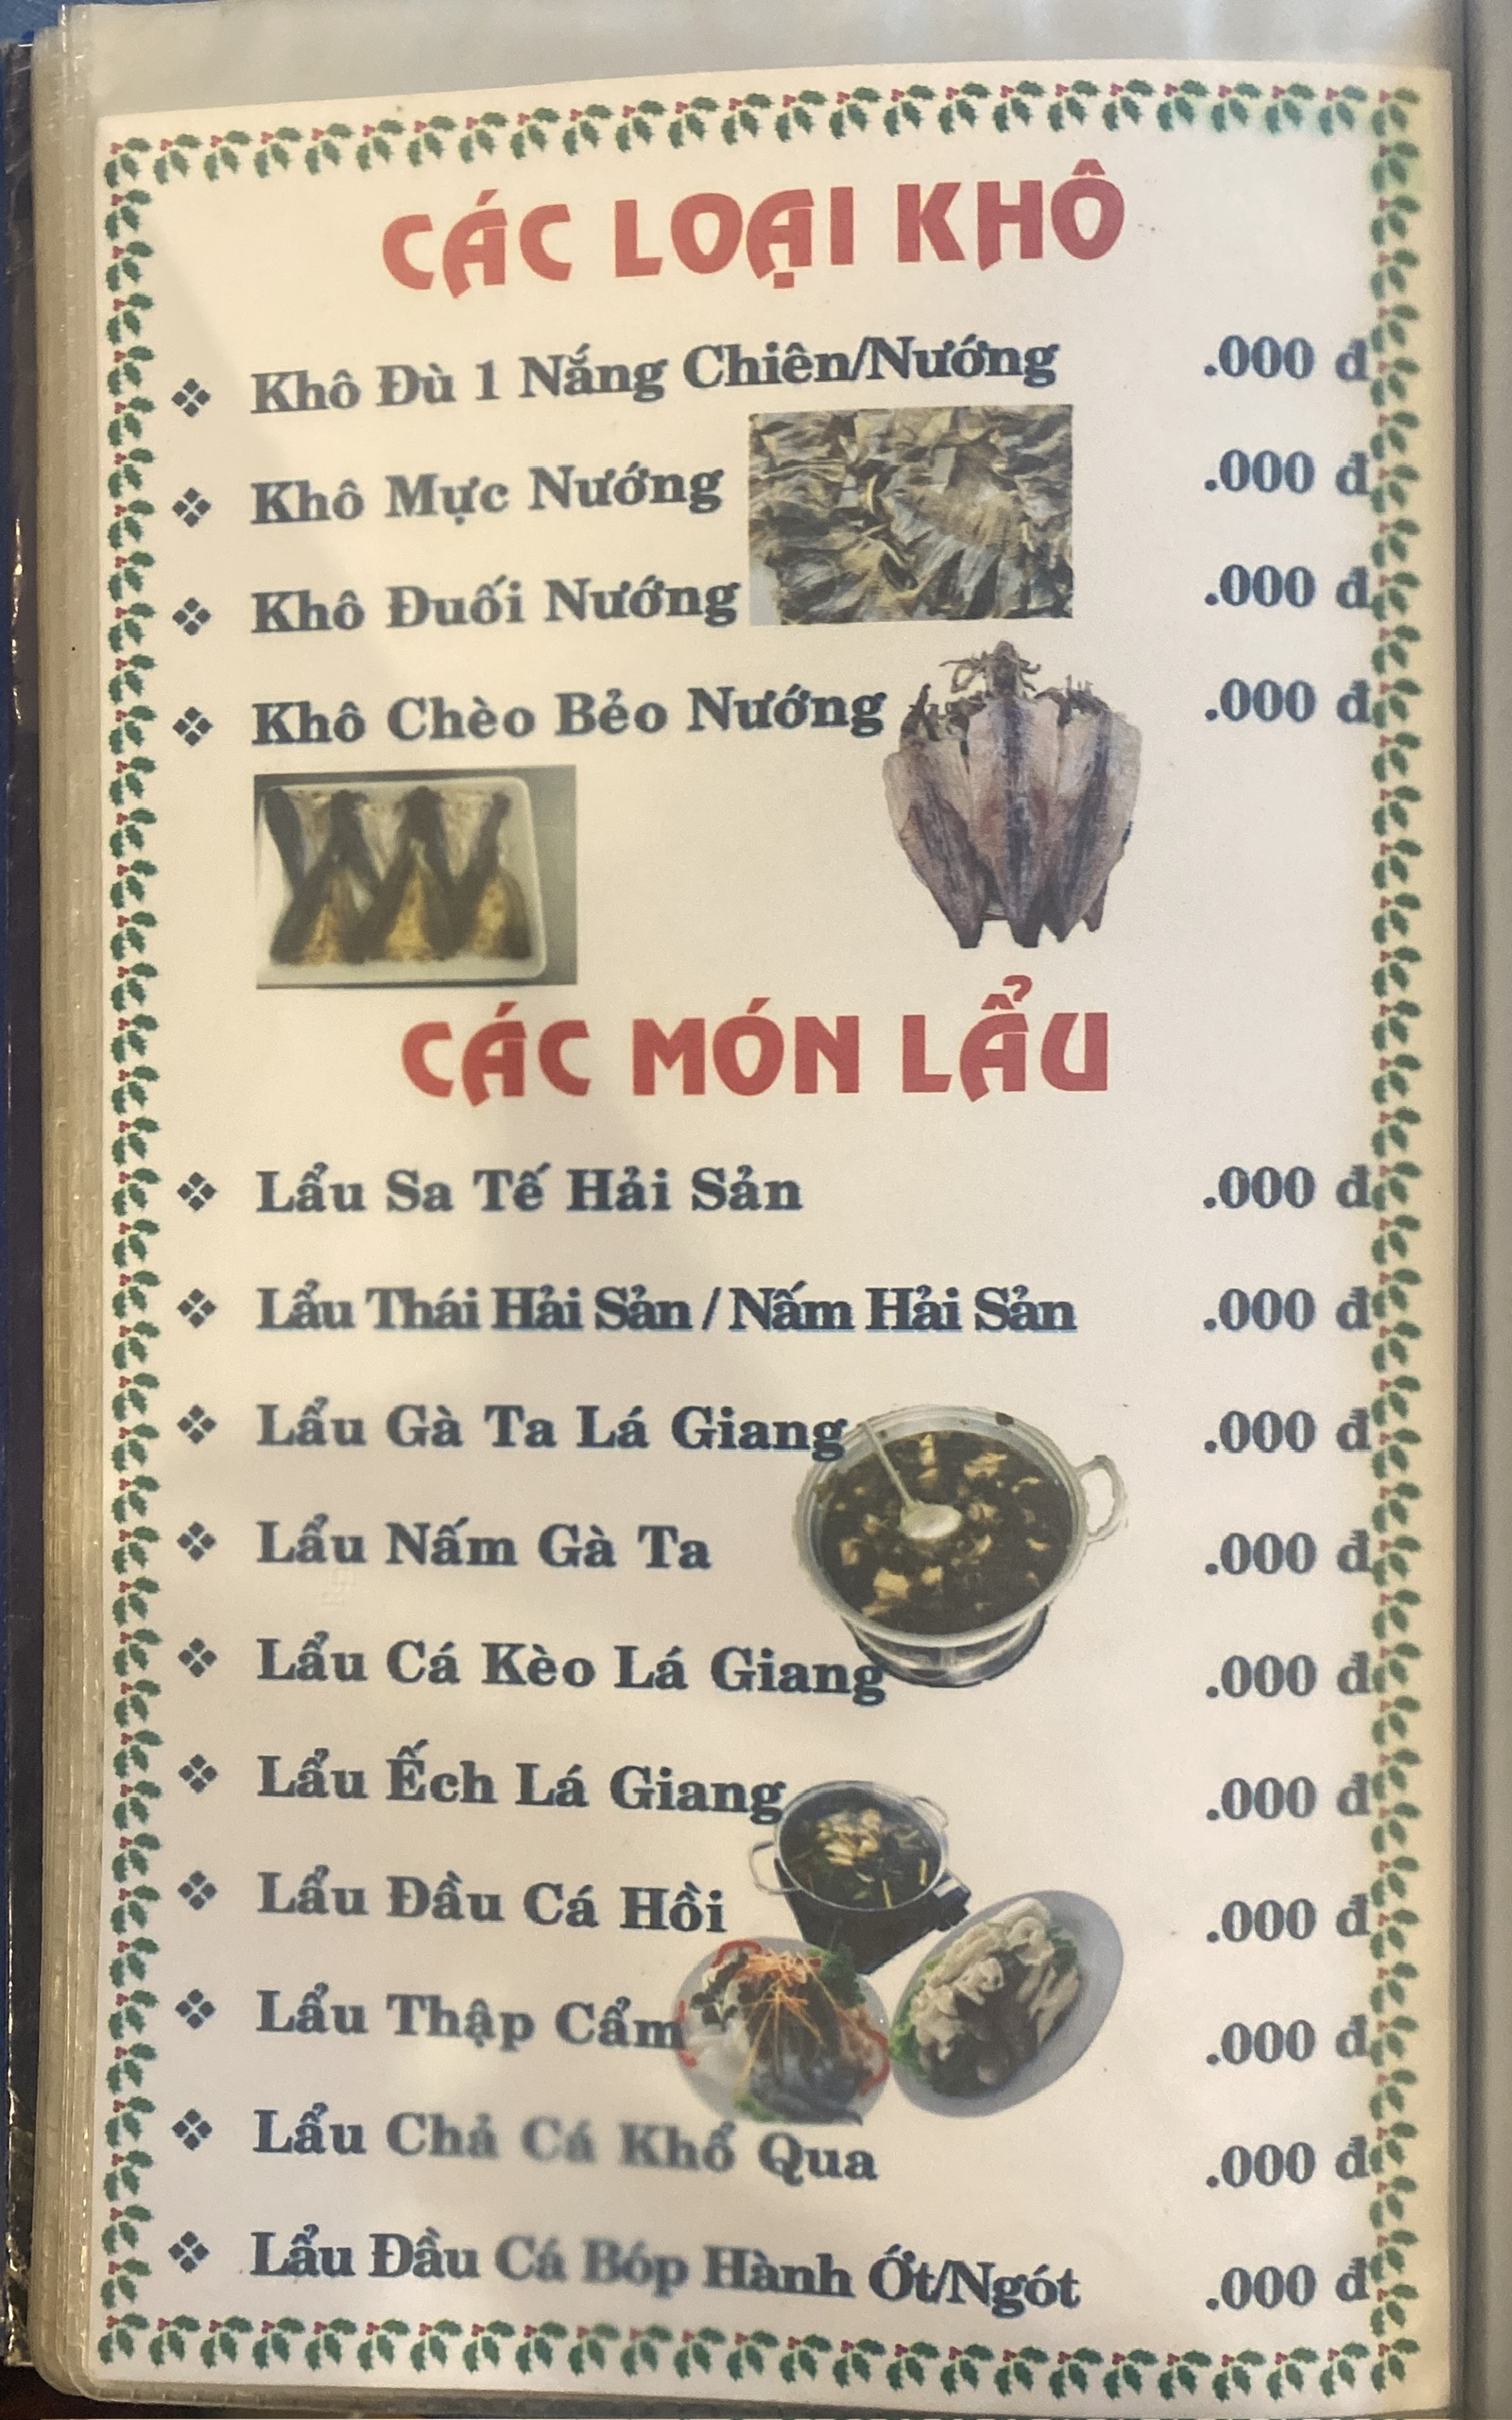 CÁC LOẠI KHÔ
❖ Khô Đù 1 Nắng Chiên/Nướng .000 đ
❖ Khô Mực Nướng .000 đ
❖ Khô Đuối Nướng .000 đ
❖ Khô Chèo Bẻo Nướng .000 đ
CÁC MÓN LẨU
❖ Lẩu Sa Tế Hải Sản .000 đ
❖ Lẩu Thái Hải Sản / Nấm Hải Sản .000 đ
❖ Lẩu Gà Ta Lá Giang .000 đ
❖ Lẩu Nấm Gà Ta .000 đ
❖ Lẩu Cá Kèo Lá Giang .000 đ
❖ Lẩu Ếch Lá Giang .000 đ
❖ Lẩu Đầu Cá Hồi .000 đ
❖ Lẩu Thập Cẩm .000 đ
❖ Lẩu Chả Cá Khổ Qua .000 đ
❖ Lẩu Đầu Cá Bóp Hành Ớt/Ngót .000 đ